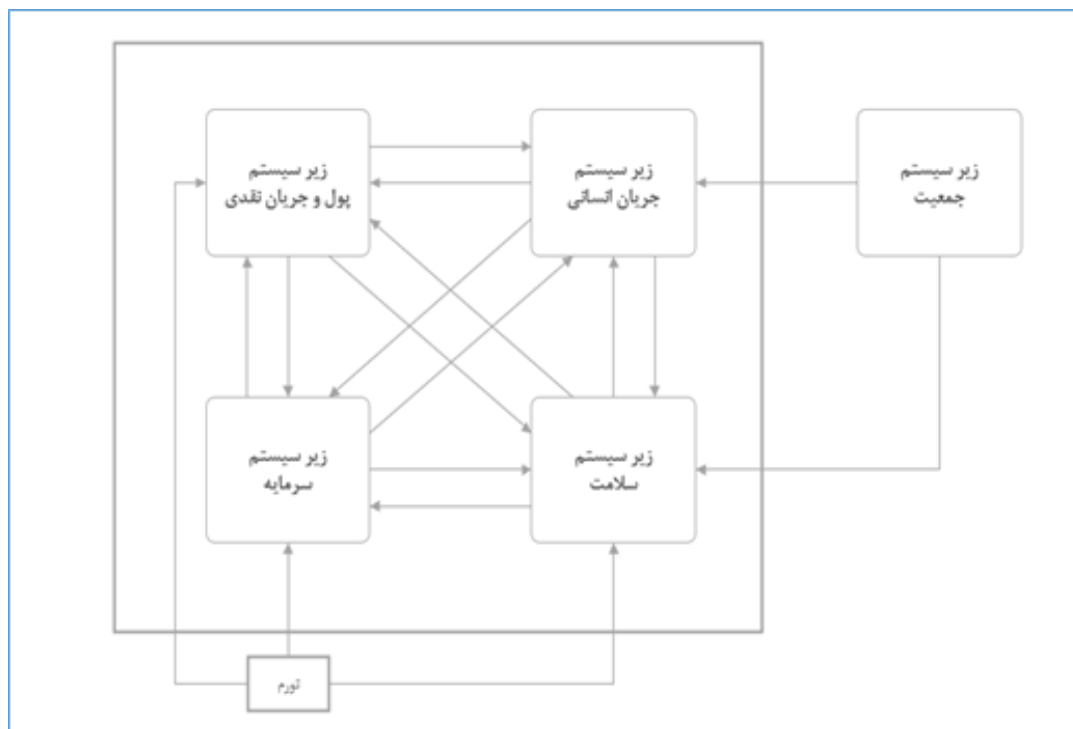 زیر سیستم
جمعیت
زیر سیستم
جریان انسانی
زیر سیستم
پول و جریان نقدی
زیر سیستم
سلامت
زیر سیستم
سرمایه
تورم